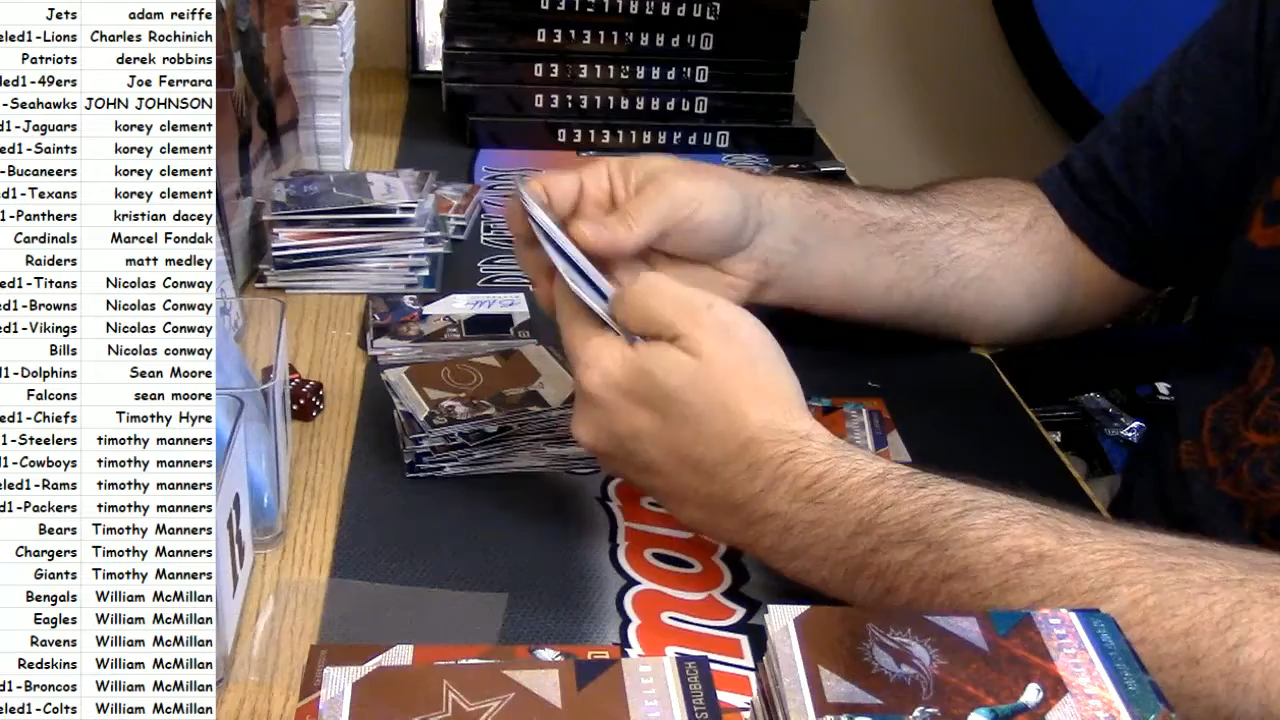 Jets adam reiffe
led1-Lions Charles Rochinich
Patriots derek robbins
led1-49ers Joe Ferrara
-Seahawks JOHN JOHNSON
d1-Jaguars korey clement
ed1-Saints korey clement
-Bucaneers korey clement
ed1-Texans korey clement
1-Panthers kristian dacey
Cardinals Marcel Fondak
Raiders matt medley
ed1-Titans Nicolas Conway
ed1-Browns Nicolas Conway
ed1-Vikings Nicolas Conway
Bills Nicolas conway
d1-Dolphins Sean Moore
Falcons sean moore
ed1-Chiefs Timothy Hyre
1-Steelers timothy manners
1-Cowboys timothy manners
eled1-Rams timothy manners
1-Packers timothy manners
Bears Timothy Manners
Chargers Timothy Manners
Giants Timothy Manners
Bengals William McMillan
Eagles William McMillan
Ravens William McMillan
Redskins William McMillan
d1-Broncos William McMillan
eled1-Colts William McMillan
UNPARALLELED
UNPARALLELED
UNPARALLELED
UNPARALLELED
UNPARALLELED
STAUBACH